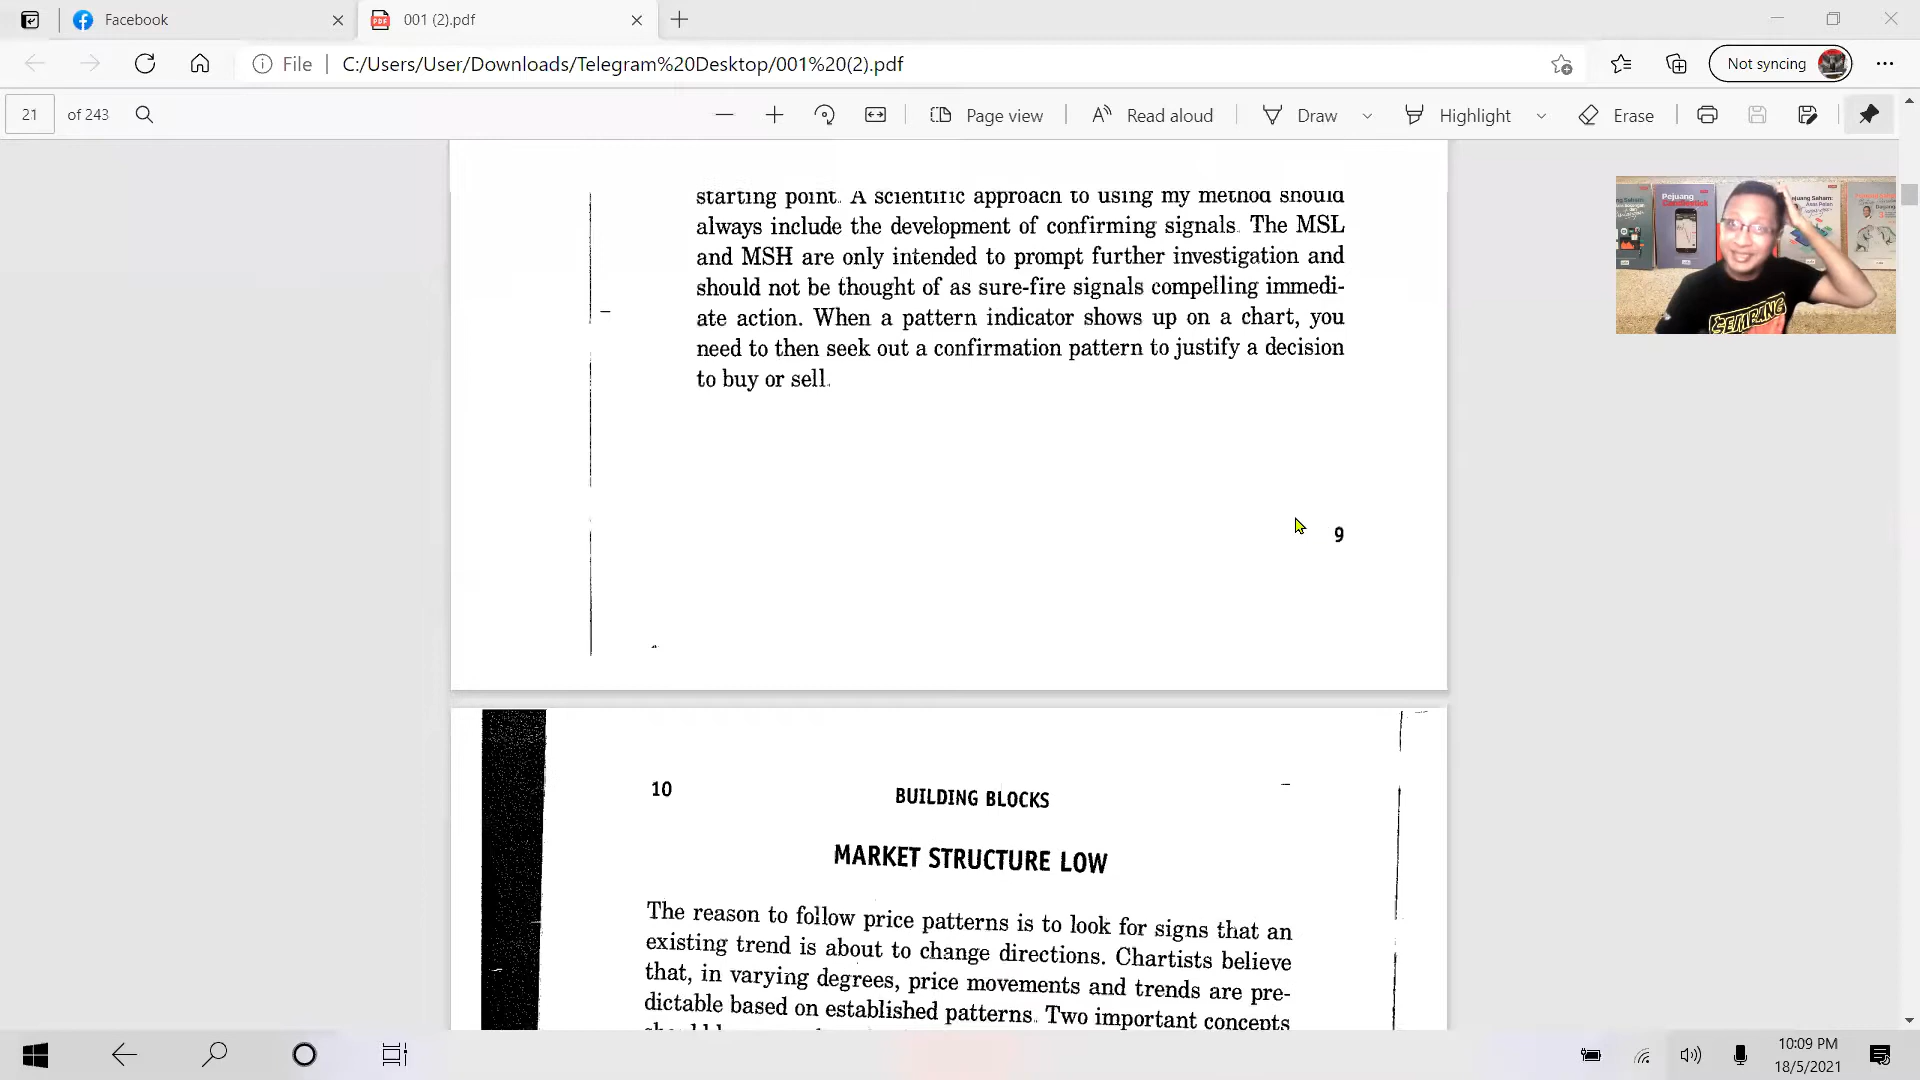 Facebook
001 (2).pdf
File
C:/Users/User/Downloads/Telegram%20Desktop/001%20(2).pdf
Not syncing
21 of 243
Page view
Read aloud
Draw
Highlight
Erase
starting point. A scientific approach to using my method should
always include the development of confirming signals. The MSL
and MSH are only intended to prompt further investigation and
should not be thought of as sure-fire signals compelling immedi-
ate action. When a pattern indicator shows up on a chart, you
need to then seek out a confirmation pattern to justify a decision
to buy or sell.
9
Pejuang
Candlestick
SEMBANG
10
BUILDING BLOCKS
MARKET STRUCTURE LOW
The reason to follow price patterns is to look for signs that an
existing trend is about to change directions. Chartists believe
that, in varying degrees, price movements and trends are pre-
dictable based on established patterns. Two important concepts
10:09 PM
18/5/2021